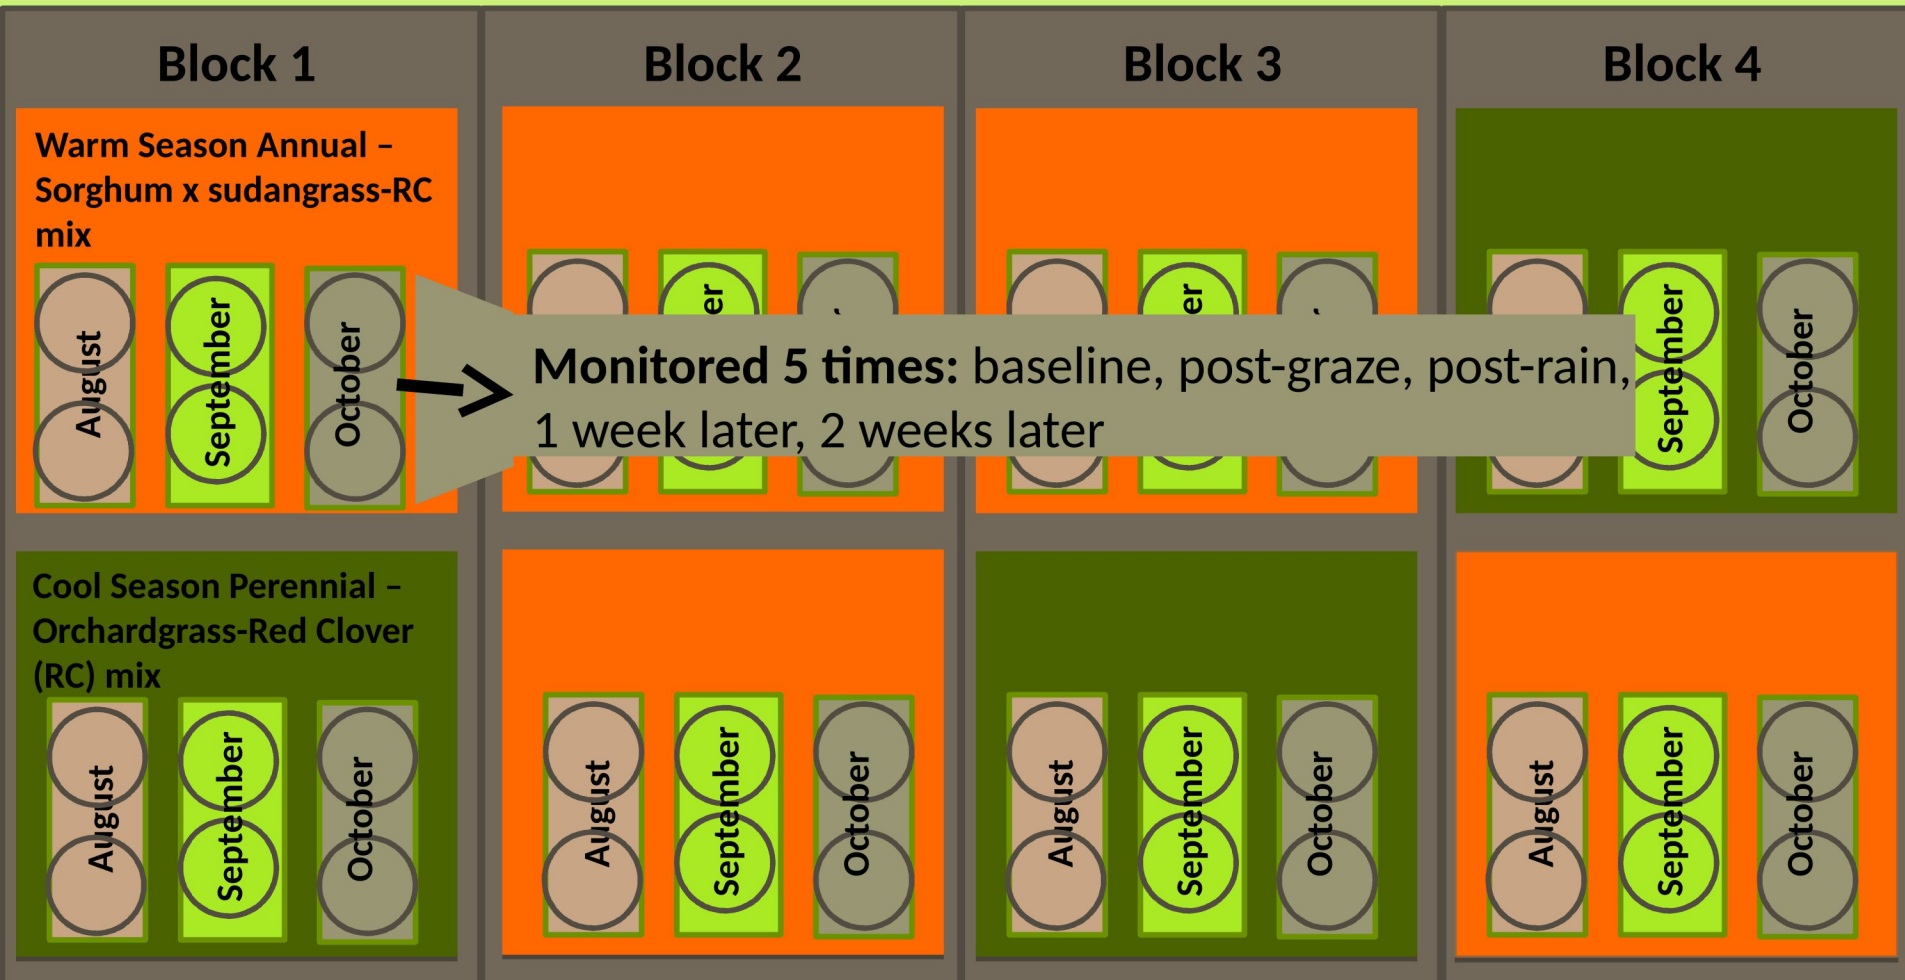 Block 1
Block 2
Block 3
Block 4
Warm Season Annual –
Sorghum x sudangrass-RC
mix
August
September
October
er
er
September
October
Monitored 5 times: baseline, post-graze, post-rain,
1 week later, 2 weeks later
Cool Season Perennial –
Orchardgrass-Red Clover
(RC) mix
August
September
October
August
September
October
August
September
October
August
September
October